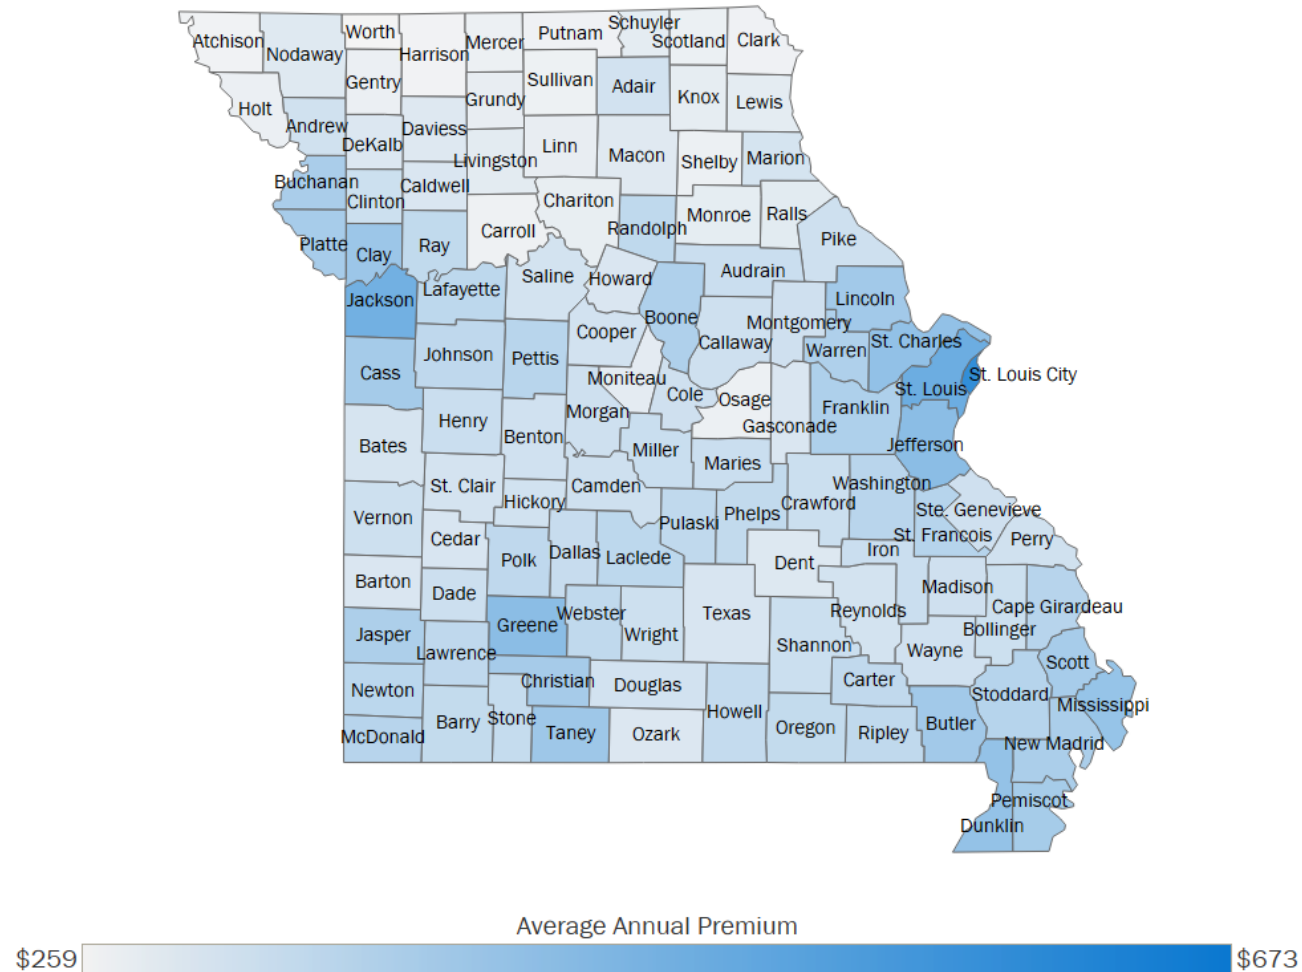 Schuyler
Atchison
Nodaway
Worth
Harrison
Mercer
Putnam
Scotland
Clark
Gentry
Sullivan
Adair
Knox
Lewis
Holt
Grundy
Andrew
DeKalb
Daviess
Livingston
Linn
Macon
Shelby
Marion
Buchanan
Clinton
Caldwell
Chariton
Randolph
Monroe
Ralls
Carroll
Platte
Clay
Ray
Pike
Jackson
Lafayette
Saline
Howard
Audrain
Lincoln
Boone
Montgomery
Cooper
Callaway
Warren
St. Charles
Cass
Johnson
Pettis
Moniteau
Cole
Osage
Gasconade
Franklin
St. Louis
St. Louis City
Henry
Benton
Morgan
Jefferson
Bates
Miller
Maries
St. Clair
Hickory
Camden
Washington
Crawford
Ste. Genevieve
Vernon
Pulaski
Phelps
St. Francois
Perry
Cedar
Polk
Dallas
Laclede
Dent
Iron
Barton
Dade
Texas
Reynolds
Madison
Cape Girardeau
Bollinger
Jasper
Greene
Webster
Wright
Shannon
Wayne
Lawrence
Scott
Newton
Christian
Douglas
Carter
Stoddard
Mississippi
McDonald
Barry
Stone
Taney
Ozark
Howell
Oregon
Ripley
Butler
New Madrid
Pemiscot
Dunklin
Average Annual Premium
$259
$673